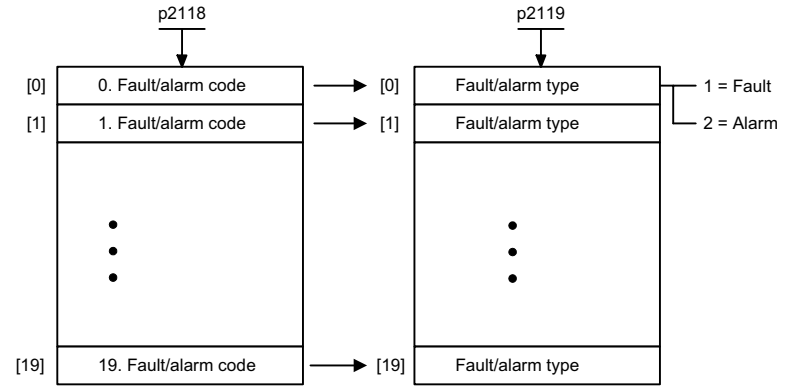 p2118 p2119
[0] 0. Fault/alarm code [0] Fault/alarm type 1 = Fault
[1] 1. Fault/alarm code [1] Fault/alarm type 2 = Alarm
[19] 19. Fault/alarm code [19] Fault/alarm type